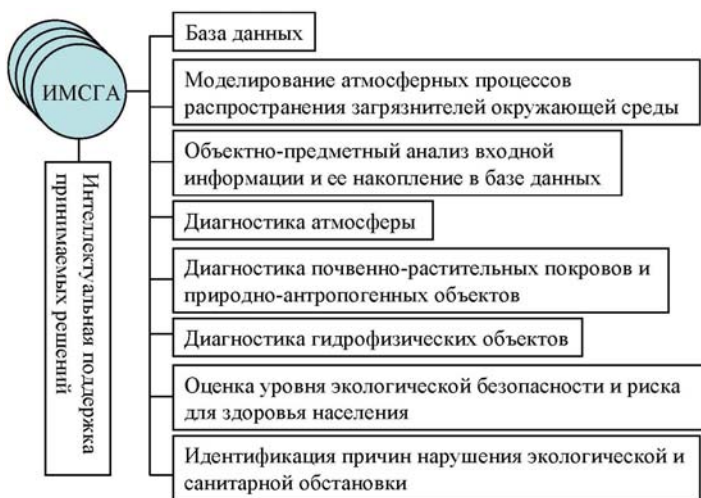 ИМСГА
Интеллектуальная поддержка
принимаемых решений
База данных
Моделирование атмосферных процессов
распространения загрязнителей окружающей среды
Объектно-предметный анализ входной
информации и ее накопление в базе данных
Диагностика атмосферы
Диагностика почвенно-растительных покровов и
природно-антропогенных объектов
Диагностика гидрофизических объектов
Оценка уровня экологической безопасности и риска
для здоровья населения
Идентификация причин нарушения экологической и
санитарной обстановки